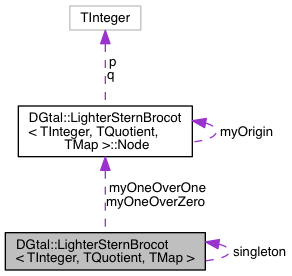 TInteger
p
q
DGtal::LighterSternBrocot
< TInteger, TQuotient,
TMap >::Node
myOrigin
myOneOverOne
myOneOverZero
DGtal::LighterSternBrocot
< TInteger, TQuotient, TMap >
singleton